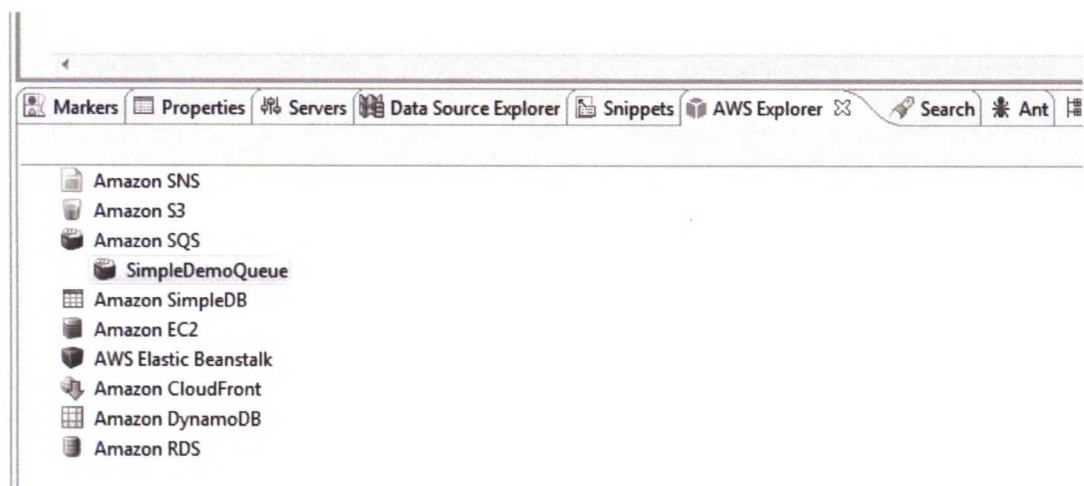 Markers Properties Servers Data Source Explorer Snippets AWS Explorer Search Ant
Amazon SNS
Amazon S3
Amazon SQS
SimpleDemoQueue
Amazon SimpleDB
Amazon EC2
AWS Elastic Beanstalk
Amazon CloudFront
Amazon DynamoDB
Amazon RDS